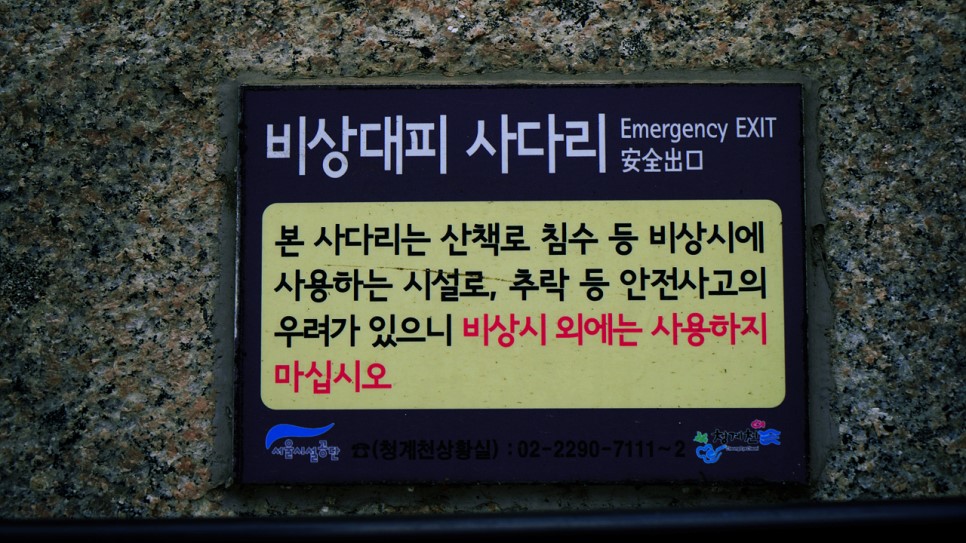 비상대피 사다리
Emergency EXIT
安全出口
본 사다리는 산책로 침수 등 비상시에
사용하는 시설로, 추락 등 안전사고의
우려가 있으니 비상시 외에는 사용하지
마십시오
서울시설공단
☎(청계천상황실) : 02-2290-7111~2
청계천